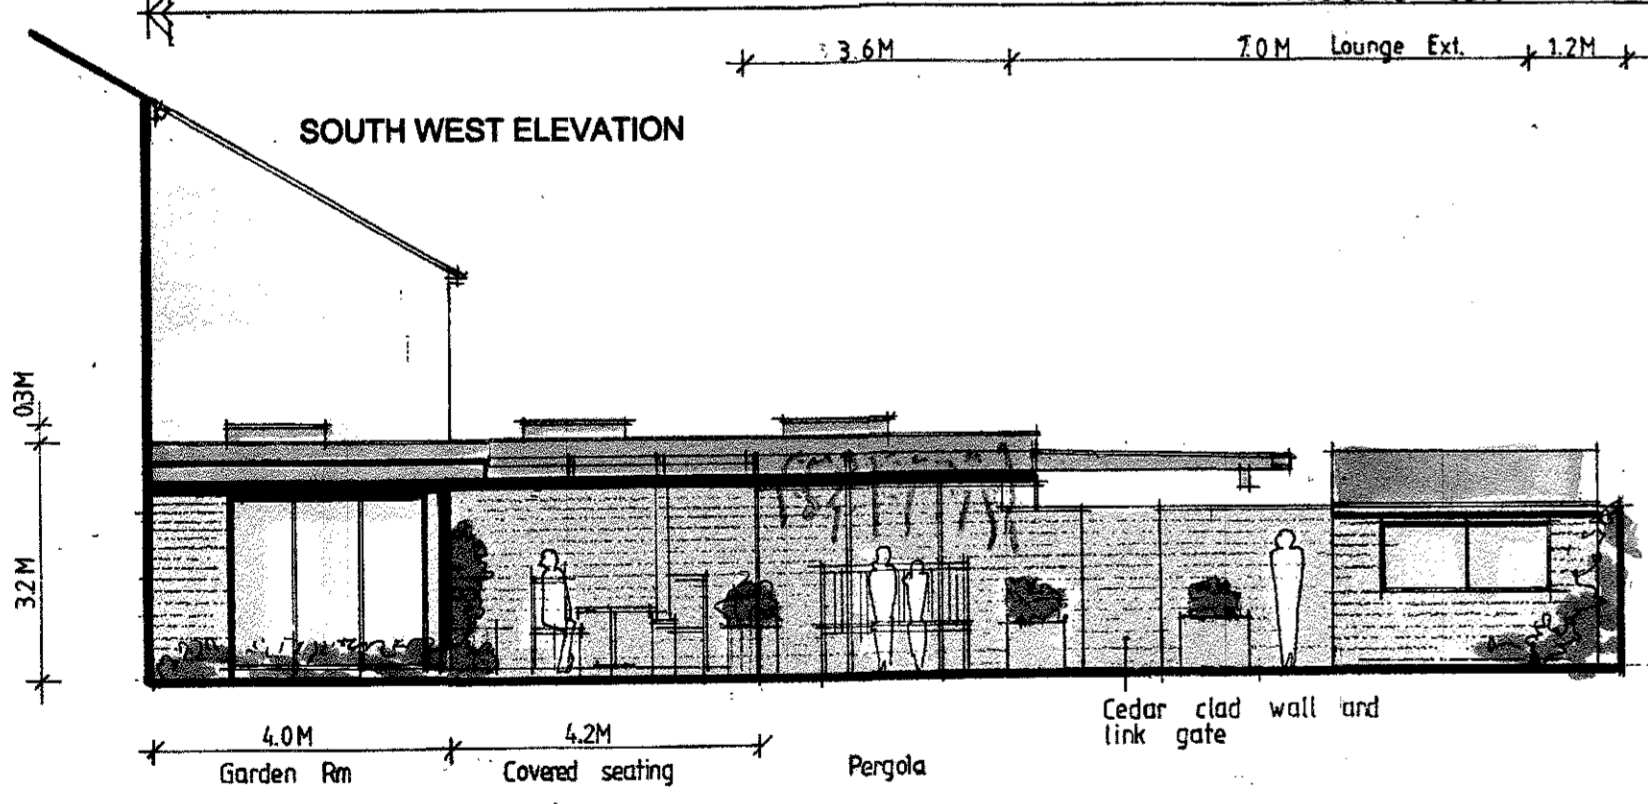 3.6M
7.0M Lounge Ext.
1.2M
SOUTH WEST ELEVATION
0.3M
3.2M
Cedar clad wall and
link gate
4.0M
4.2M
Garden Rm
Covered seating
Pergola